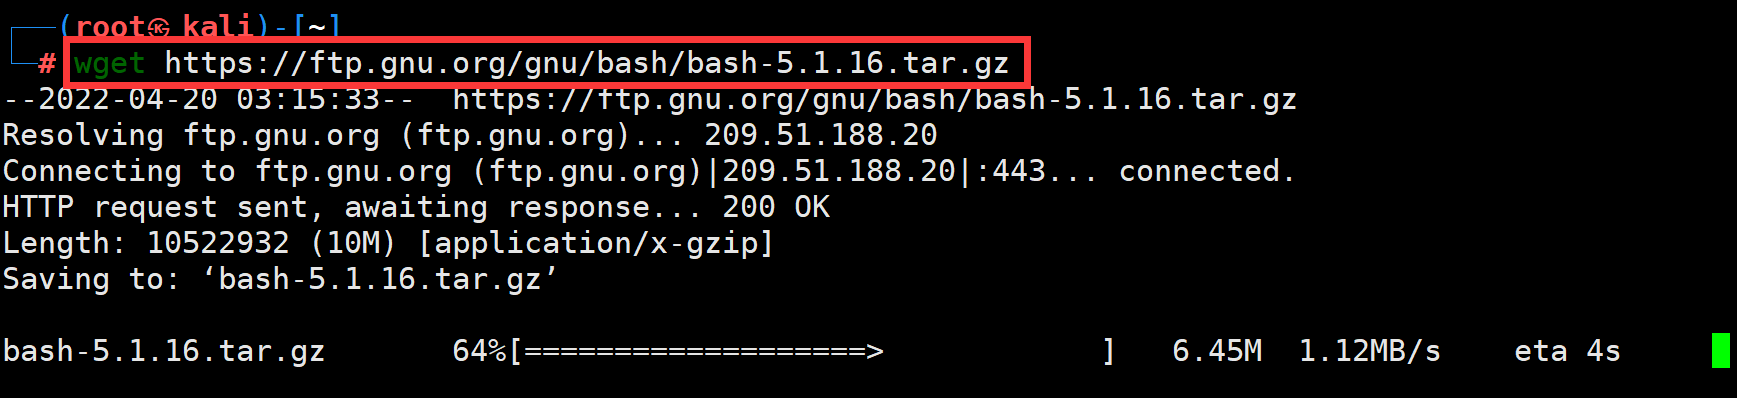 ┌──(root㉿kali)-[~]
└─# wget https://ftp.gnu.org/gnu/bash/bash-5.1.16.tar.gz
--2022-04-20 03:15:33--  https://ftp.gnu.org/gnu/bash/bash-5.1.16.tar.gz
Resolving ftp.gnu.org (ftp.gnu.org)... 209.51.188.20
Connecting to ftp.gnu.org (ftp.gnu.org)|209.51.188.20|:443... connected.
HTTP request sent, awaiting response... 200 OK
Length: 10522932 (10M) [application/x-gzip]
Saving to: ‘bash-5.1.16.tar.gz’
bash-5.1.16.tar.gz       64%[===================>            ]   6.45M  1.12MB/s    eta 4s